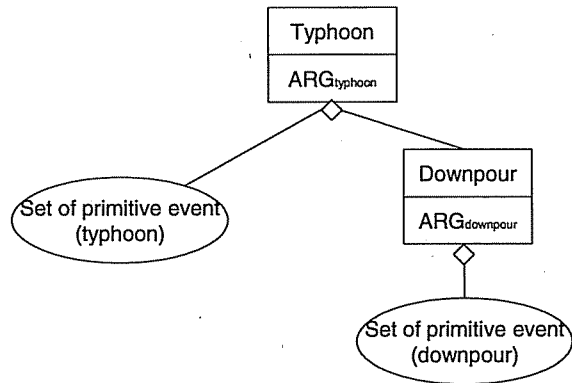 Typhoon
ARGtyphoon
Downpour
ARGdownpour
Set of primitive event
(typhoon)
Set of primitive event
(downpour)